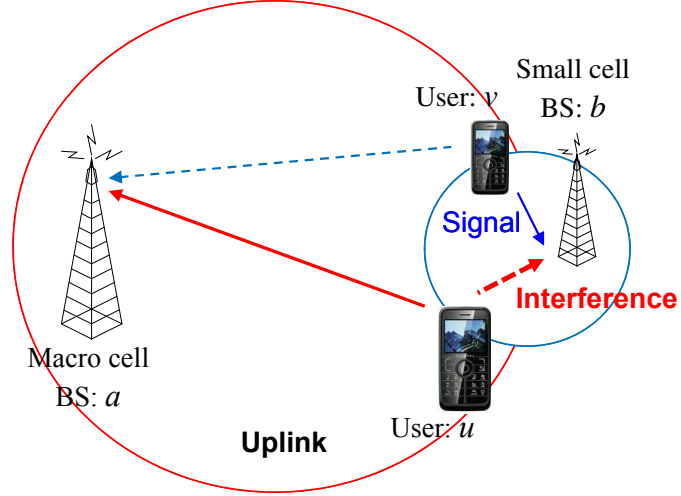 Small cell
BS: b
User: v
Signal
Interference
Macro cell
BS: a
User: u
Uplink